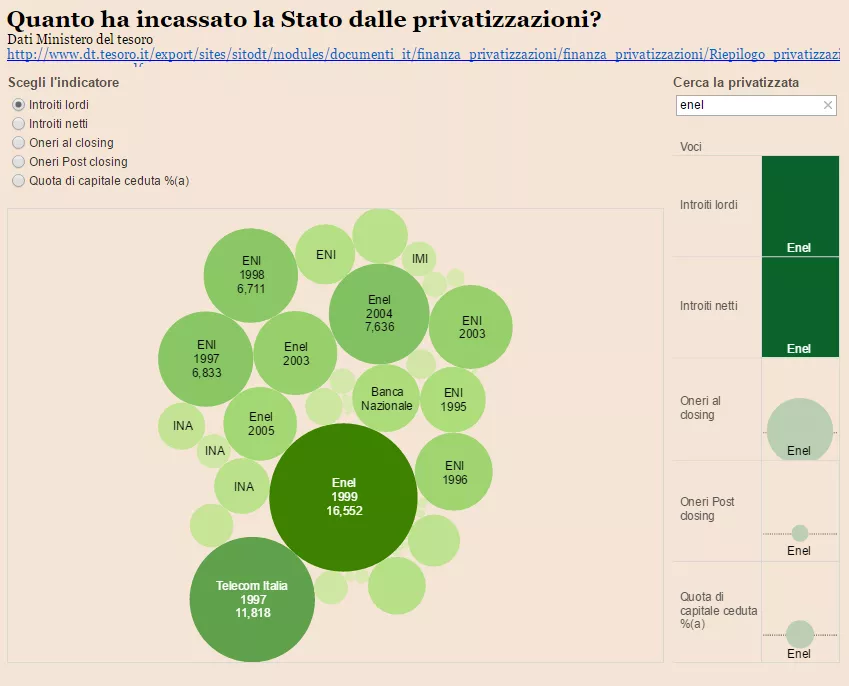 Quanto ha incassato la Stato dalle privatizzazioni?
Dati Ministero del tesoro
http://www.dt.tesoro.it/export/sites/sitodt/modules/documenti_it/finanza_privatizzazioni/finanza_privatizzazioni/Riepilogo_privatizzazi
Scegli l'indicatore
Introiti lordi
Introiti netti
Oneri al closing
Oneri Post closing
Quota di capitale ceduta %(a)
Cerca la privatizzata
enel
Voci
Introiti lordi
Enel
Introiti netti
Enel
Oneri al
closing
Enel
Oneri Post
closing
Enel
Quota di
capitale ceduta
%(a)
Enel
ENI
1998
6,711
ENI
IMI
Enel
2004
7,636
ENI
2003
ENI
1997
6,833
Enel
2003
Banca
Nazionale
ENI
1995
INA
Enel
2005
INA
INA
Enel
1999
16,552
ENI
1996
Telecom Italia
1997
11,818